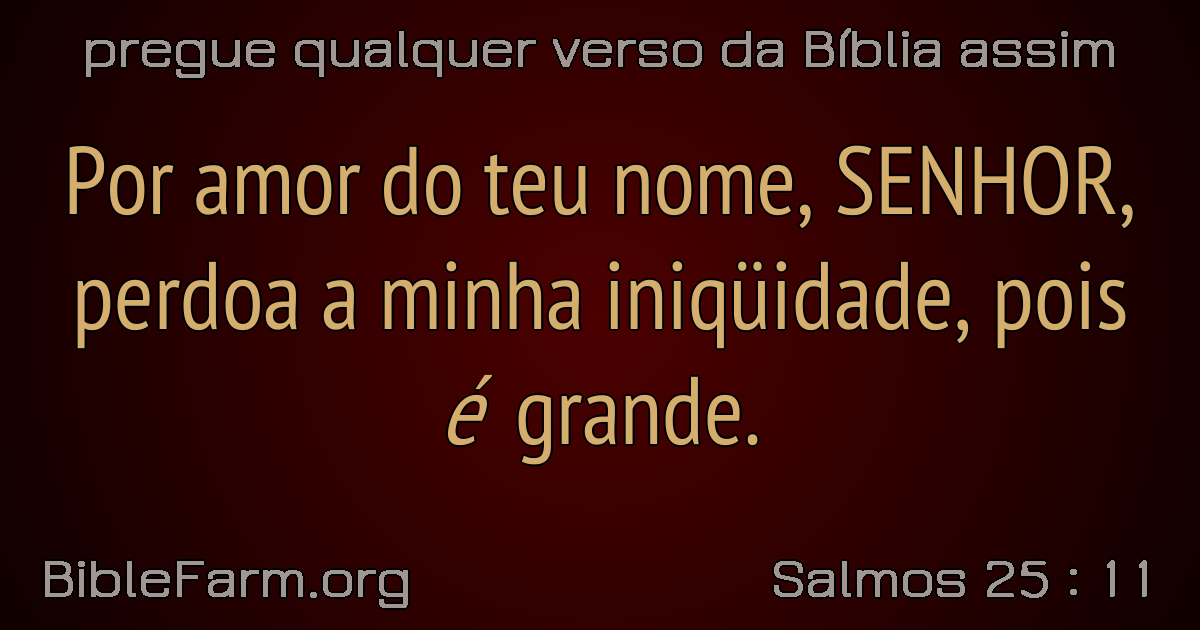 pregue qualquer verso da Bíblia assim
Por amor do teu nome, SENHOR,
perdoa a minha iniqüidade, pois
é grande.
BibleFarm.org
Salmos 25 : 11